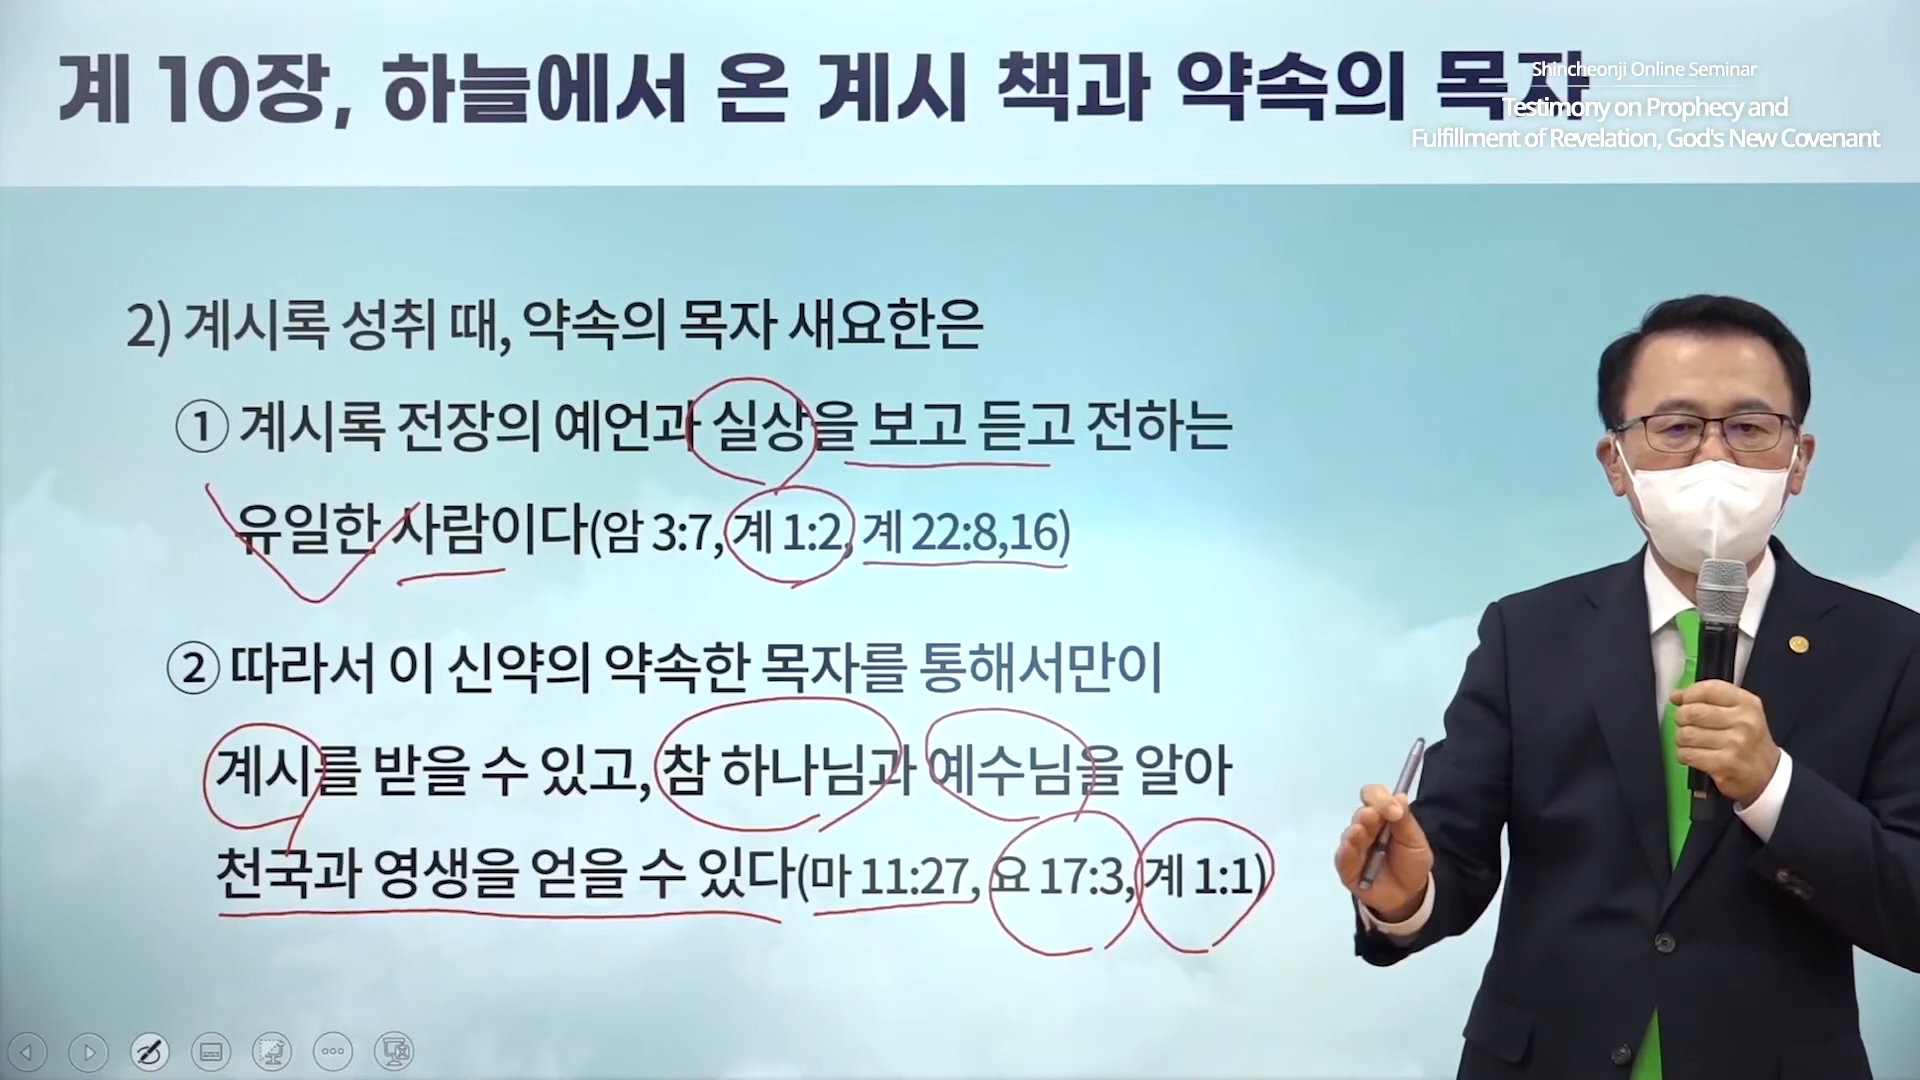 계 10장, 하늘에서 온 계시 책과 약속의 목자
Shincheonji Online Seminar
Testimony on Prophecy and
Fulfillment of Revelation, God's New Covenant
2) 계시록 성취 때, 약속의 목자 새요한은
① 계시록 전장의 예언과 실상을 보고 듣고 전하는
유일한 사람이다(암 3:7, 계 1:2, 계 22:8,16)
② 따라서 이 신약의 약속한 목자를 통해서만이
계시를 받을 수 있고, 참 하나님과 예수님을 알아
천국과 영생을 얻을 수 있다(마 11:27, 요 17:3, 계 1:1)